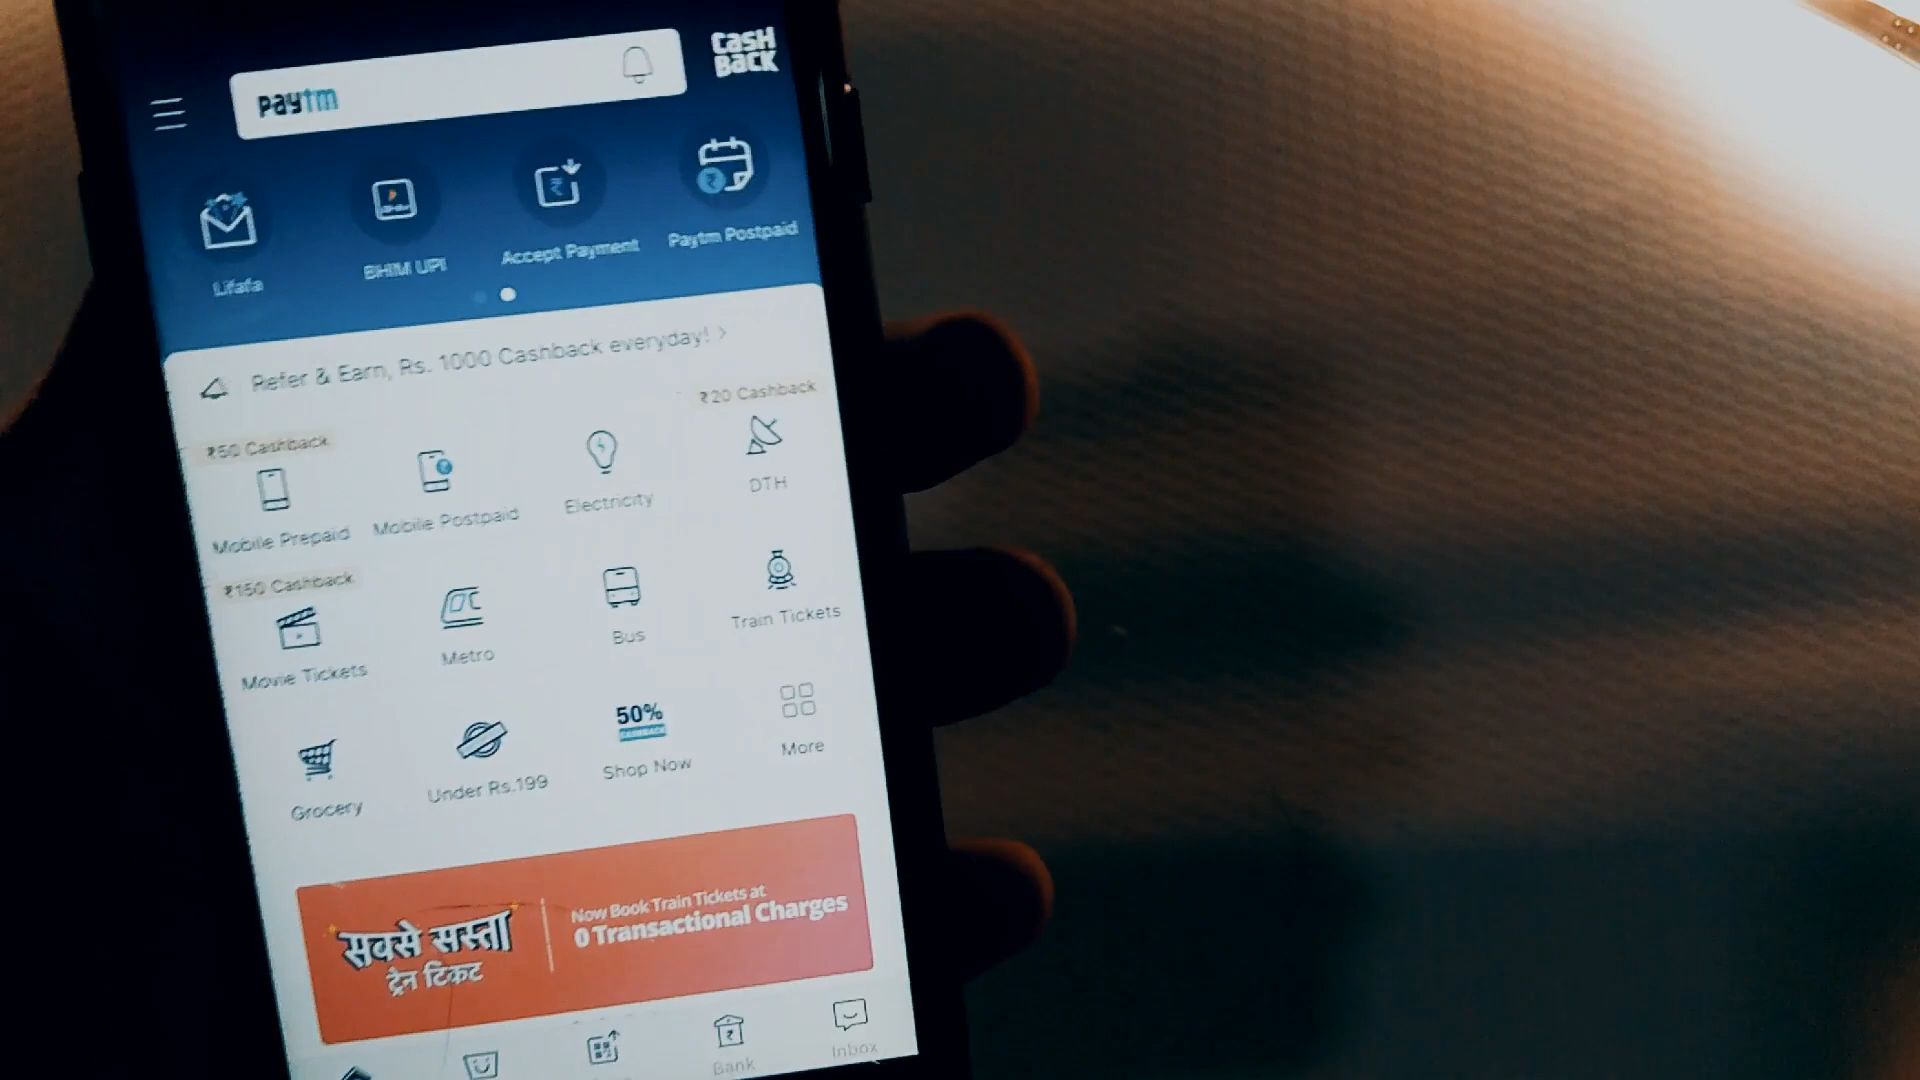 paytm
CasH
BacK
Lifafa
BHIM UPI
Accept Payment
Paytm Postpaid
Refer & Earn, Rs. 1000 Cashback everyday! >
₹50 Cashback
₹20 Cashback
Mobile Prepaid
Mobile Postpaid
Electricity
DTH
₹150 Cashback
Movie Tickets
Metro
Bus
Train Tickets
50%
CASHBACK
Grocery
Under Rs.199
Shop Now
More
सबसे सस्ता
ट्रेन टिकट
Now Book Train Tickets at
0 Transactional Charges
Bank
Inbox